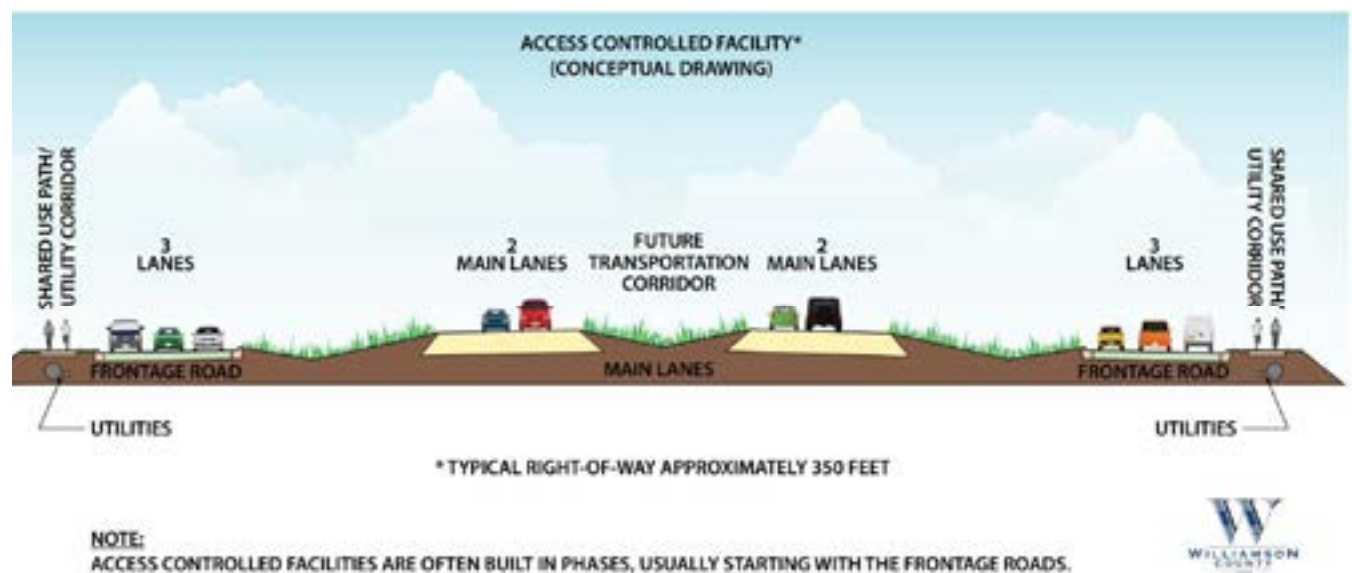 ACCESS CONTROLLED FACILITY*
(CONCEPTUAL DRAWING)
SHARED USE PATH/
UTILITY CORRIDOR
3
LANES
2
MAIN LANES
FUTURE
TRANSPORTATION
CORRIDOR
2
MAIN LANES
3
LANES
UTILITY CORRIDOR
SHARED USE PATH/
FRONTAGE ROAD
MAIN LANES
FRONTAGE ROAD
UTILITIES
UTILITIES
* TYPICAL RIGHT-OF-WAY APPROXIMATELY 350 FEET
NOTE:
ACCESS CONTROLLED FACILITIES ARE OFTEN BUILT IN PHASES, USUALLY STARTING WITH THE FRONTAGE ROADS.
W
WILLIAMSON
COUNTY